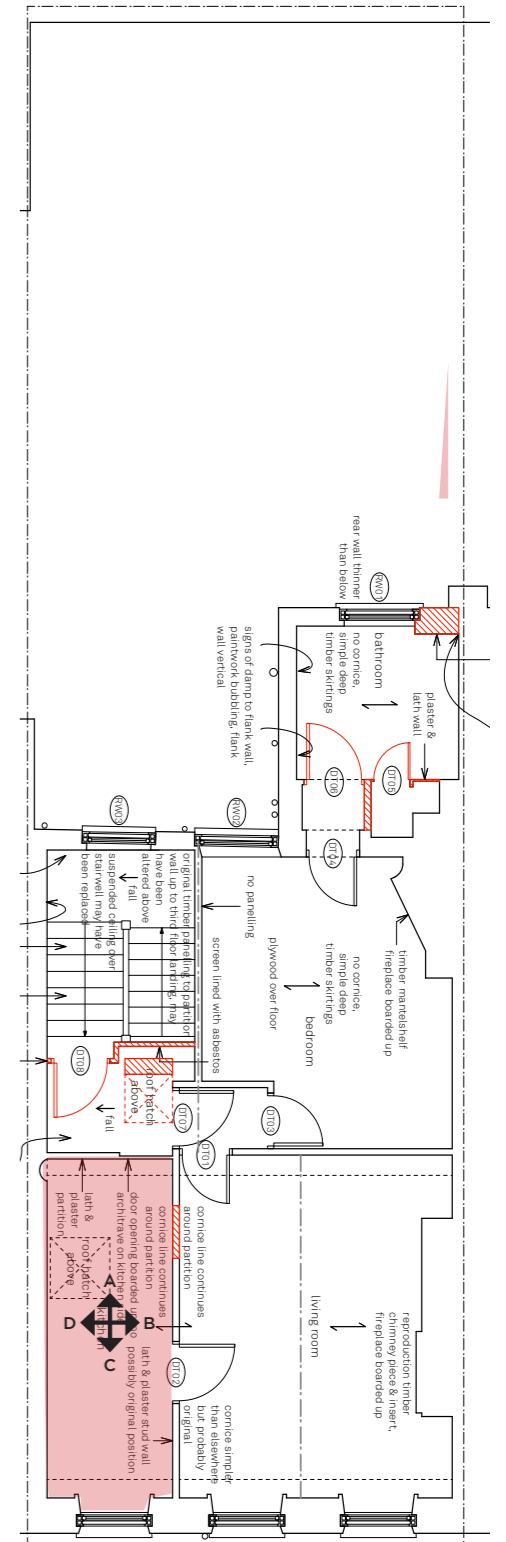 RW01
rear wall thinner
than below
bathroom
no cornice,
simple deep
timber skirtings
plaster &
lath wall
signs of damp to flank wall,
paintwork bubbling, flank
wall vertical
DT06
DT05
DT04
RW03
RW02
original timber panelling to partition
wall up to third floor landing, may
have been
altered above
fall
suspended ceiling over
stairwell may have
been replaced
no panelling
screen lined with asbestos
timber mantelshelf
fireplace boarded up
no cornice,
simple deep
timber skirtings
plywood over floor
bedroom
DT08
roof hatch
above
fall
DT07
DT03
DT01
lath &
plaster
partition
roof hatch
above
door opening boarded up, no
architrave on kitchen side
kitchen
cornice line continues
around partition
cornice line continues
around partition
lath & plaster stud wall
possibly original position
A
B
C
D
DT02
living room
reproduction timber
chimney piece & insert,
fireplace boarded up
cornice simpler
than elsewhere
but probably
original